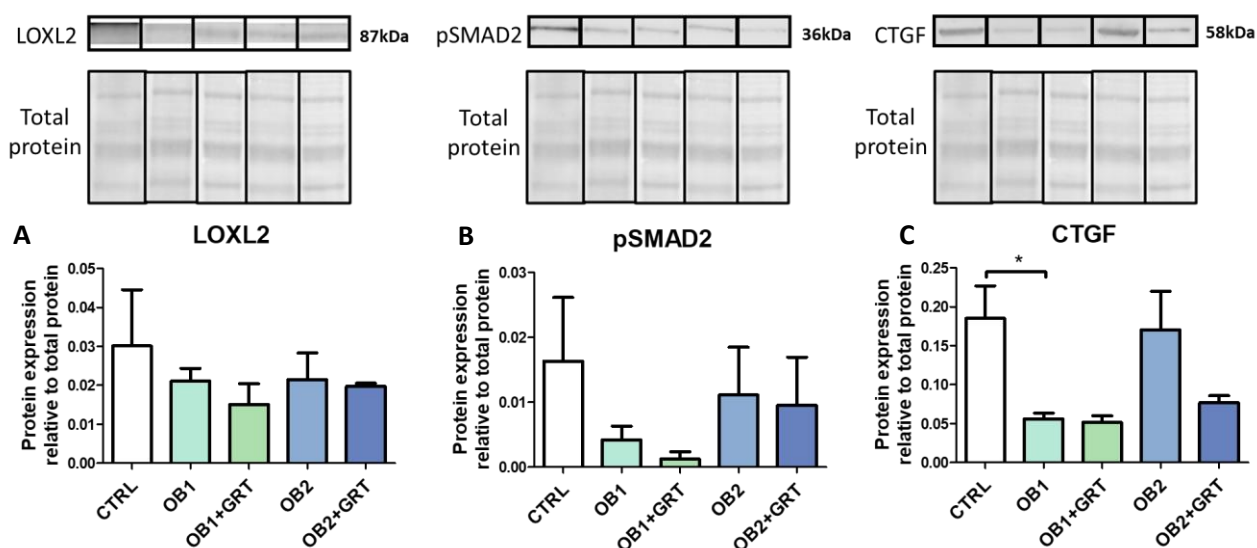 LOXL2
87kDa
pSMAD2
36kDa
CTGF
58kDa
Total
protein
Total
protein
Total
protein
A
LOXL2
Protein expression
relative to total protein
0.05
0.04
0.03
0.02
0.01
0.00
CTRL
OB1
OB1+GRT
OB2
OB2+GRT
B
pSMAD2
Protein expression
relative to total protein
0.03
0.02
0.01
0.00
CTRL
OB1
OB1+GRT
OB2
OB2+GRT
C
CTGF
Protein expression
relative to total protein
0.25
0.20
0.15
0.10
0.05
0.00
*
CTRL
OB1
OB1+GRT
OB2
OB2+GRT